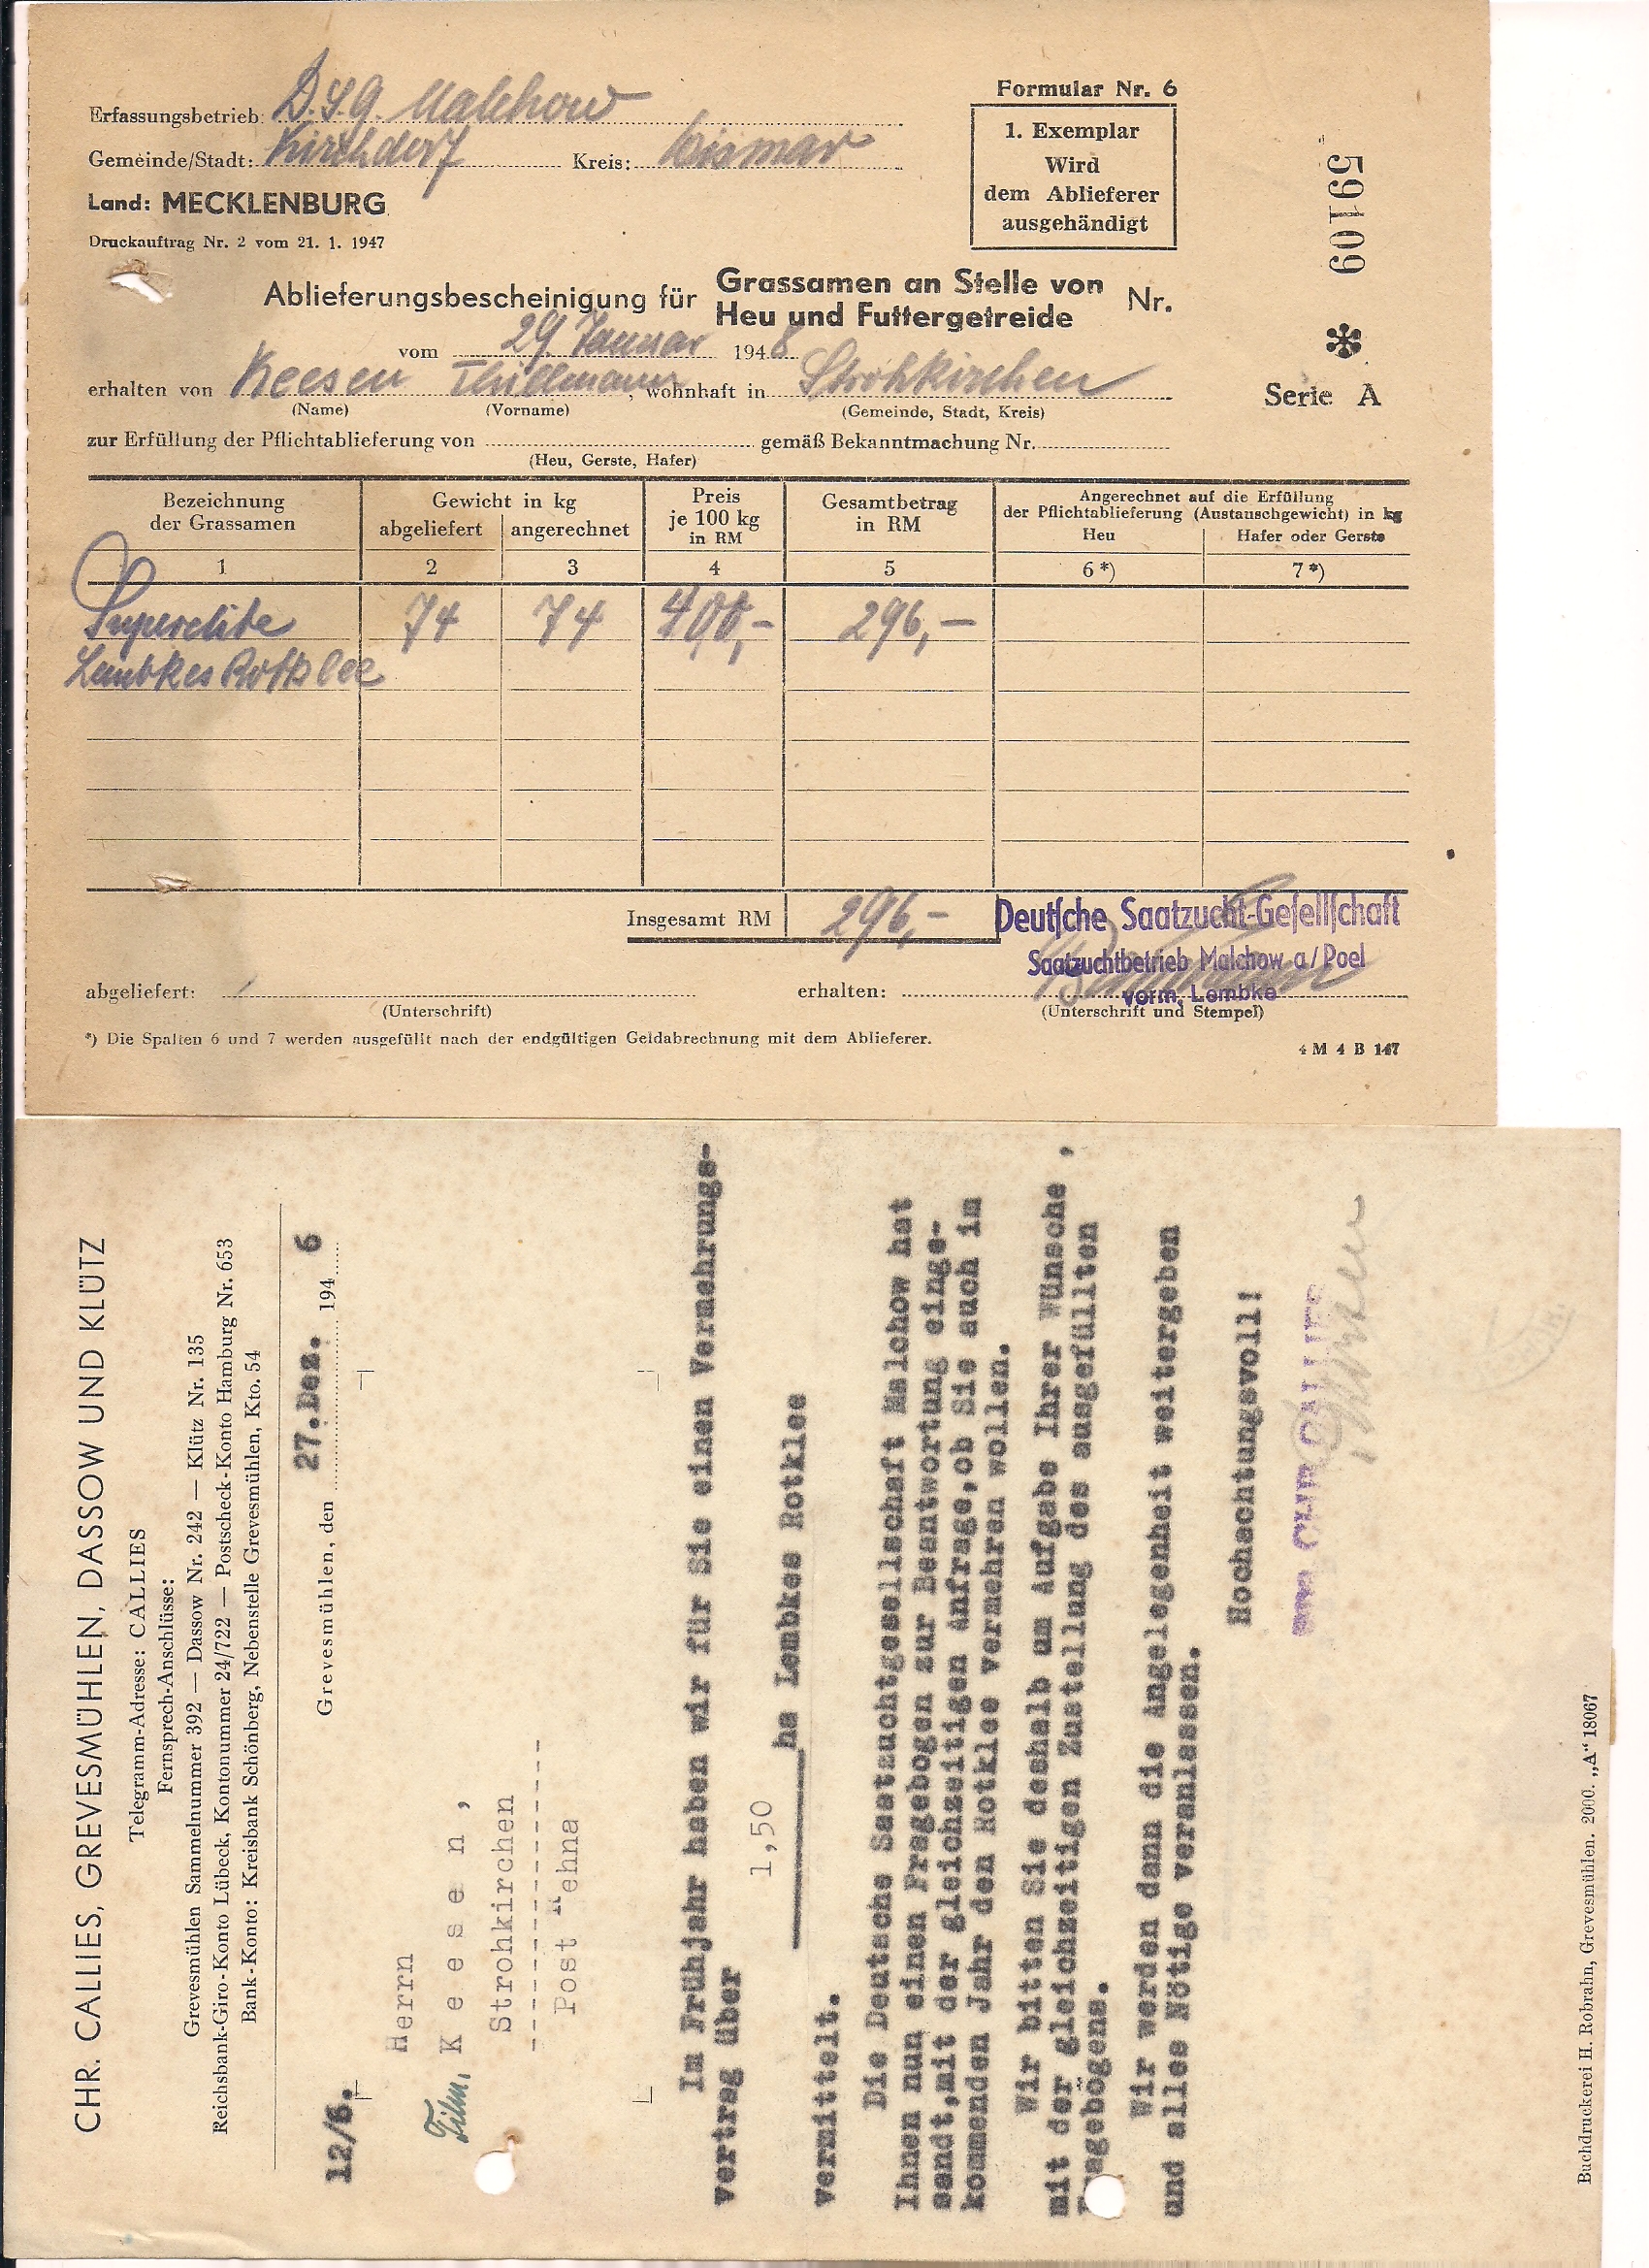 Formular Nr. 6
1. Exemplar
Wird
dem Ablieferer
ausgehändigt
59109
Serie A
Erfassungsbetrieb: D.S.G. Malchow
Gemeinde/Stadt: Kirchdorf Kreis: Wismar
Land: MECKLENBURG
Druckauftrag Nr. 2 vom 21. 1. 1947
Ablieferungsbescheinigung für Grassamen an Stelle von Nr.
Heu und Futtergetreide
vom 29. Januar 1948
erhalten von Keesen Thillmann, wohnhaft in Strohkirchen
(Name) (Vorname) (Gemeinde, Stadt, Kreis)
zur Erfüllung der Pflichtablieferung von gemäß Bekanntmachung Nr.
(Heu, Gerste, Hafer)
Bezeichnung Gewicht in kg Preis Gesamtbetrag Angerechnet auf die Erfüllung
der Grassamen abgeliefert angerechnet je 100 kg in RM der Pflichtablieferung (Austauschgewicht) in kg
in RM Heu Hafer oder Gerste
1 2 3 4 5 6*) 7*)
Superelite 74 74 400,- 296,—
Lembkes Rotklee
Insgesamt RM 296,-
Deutsche Saatzucht-Gesellschaft
Saatzuchtbetrieb Malchow a/Poel
vorm. Lembke
abgeliefert: erhalten:
(Unterschrift) (Unterschrift und Stempel)
*) Die Spalten 6 und 7 werden ausgefüllt nach der endgültigen Geldabrechnung mit dem Ablieferer.
4 M 4 B 147
CHR. CALLIES, GREVESMÜHLEN, DASSOW UND KLÜTZ
Telegramm-Adresse: CALLIES
Fernsprech-Anschlüsse:
Grevesmühlen Sammelnummer 392 — Dassow Nr. 242 — Klütz Nr. 135
Reichsbank-Giro-Konto Lübeck, Kontonummer 24/722 — Postscheck-Konto Hamburg Nr. 653
Bank-Konto: Kreisbank Schönberg, Nebenstelle Grevesmühlen, Kto. 54
Grevesmühlen, den 27.Dez. 194 6
12/6.
Herrn
Tilm. K e e s e n ,
Strohkirchen
------------------
Post ehna
Im Frühjahr haben wir für Sie einen Vermehrungs-
vertrag über
1,50 ha Lembkes Rotklee
vermittelt.
Die Deutsche Saatzuchtgesellschaft Malchow hat
Ihnen nun einen Fragebogen zur Beantwortung einge-
sandt,mit der gleichzeitigen Anfrage,ob Sie auch im
kommenden Jahr den Rotklee vermehren wollen.
Wir bitten Sie deshalb um Aufgabe Ihrer Wünsche ,
mit der gleichzeitigen Zustellung des ausgefüllten
Fragebögens.
Wir werden dann die Angelegenheit weitergeben
und alles Nötige veranlassen.
Hochachtungsvoll!
CHR. CALLIES
Buchdruckerei H. Robrahn, Grevesmühlen. 2000. „A“ 18067